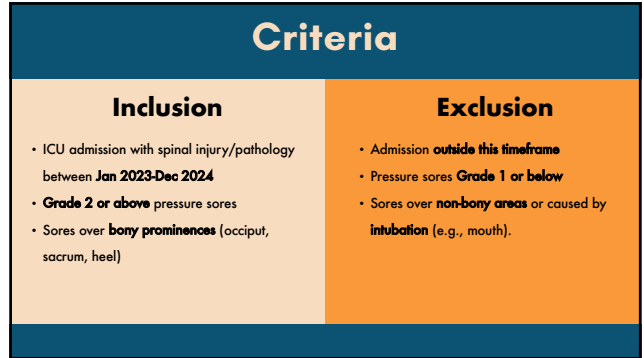 Criteria
Inclusion
• ICU admission with spinal injury/pathology
between Jan 2023-Dec 2024
• Grade 2 or above pressure sores
• Sores over bony prominences (occiput,
sacrum, heel)
Exclusion
• Admission outside this timeframe
• Pressure sores Grade 1 or below
• Sores over non-bony areas or caused by
intubation (e.g., mouth).